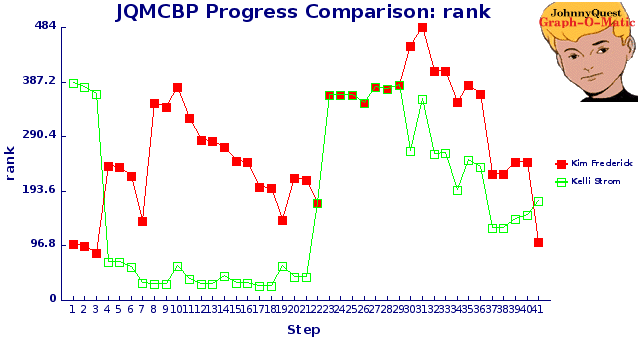 JQMCBP Progress Comparison: rank
JohnnyQuest
Graph-O-Matic
484
387.2
290.4
193.6
96.8
0
rank
1 2 3 4 5 6 7 8 9 10 11 12 13 14 15 16 17 18 19 20 21 22 23 24 25 26 27 28 29 30 31 32 33 34 35 36 37 38 39 40 41
Step
Kim Frederick
Kelli Strom